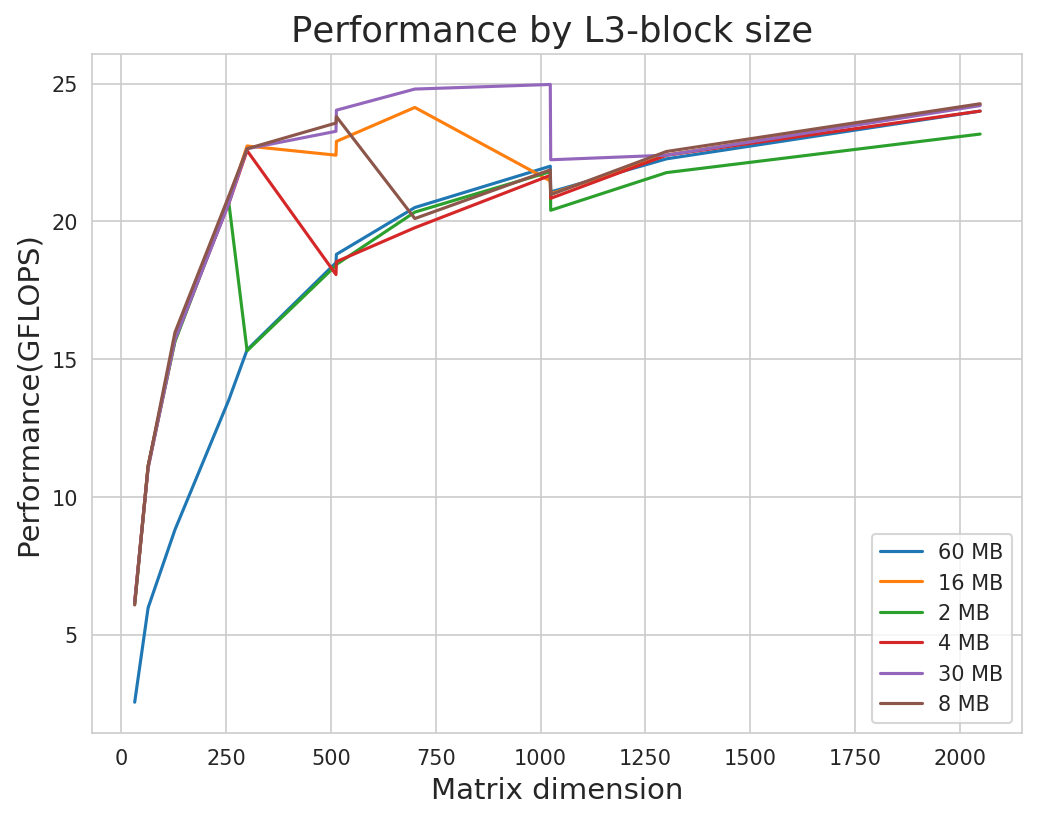 Performance by L3-block size
Performance(GFLOPS)
25
20
15
10
5
0
250
500
750
1000
1250
1500
1750
2000
Matrix dimension
60 MB
16 MB
2 MB
4 MB
30 MB
8 MB